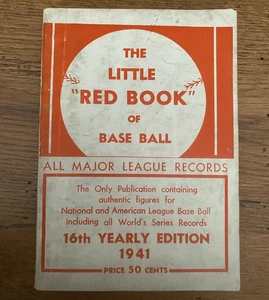 THE
LITTLE
"RED BOOK"
OF
BASE BALL
ALL MAJOR LEAGUE RECORDS
The Only Publication containing
authentic figures for
National and American League Base Ball
including all World's Series Records
16th YEARLY EDITION
1941
PRICE 50 CENTS